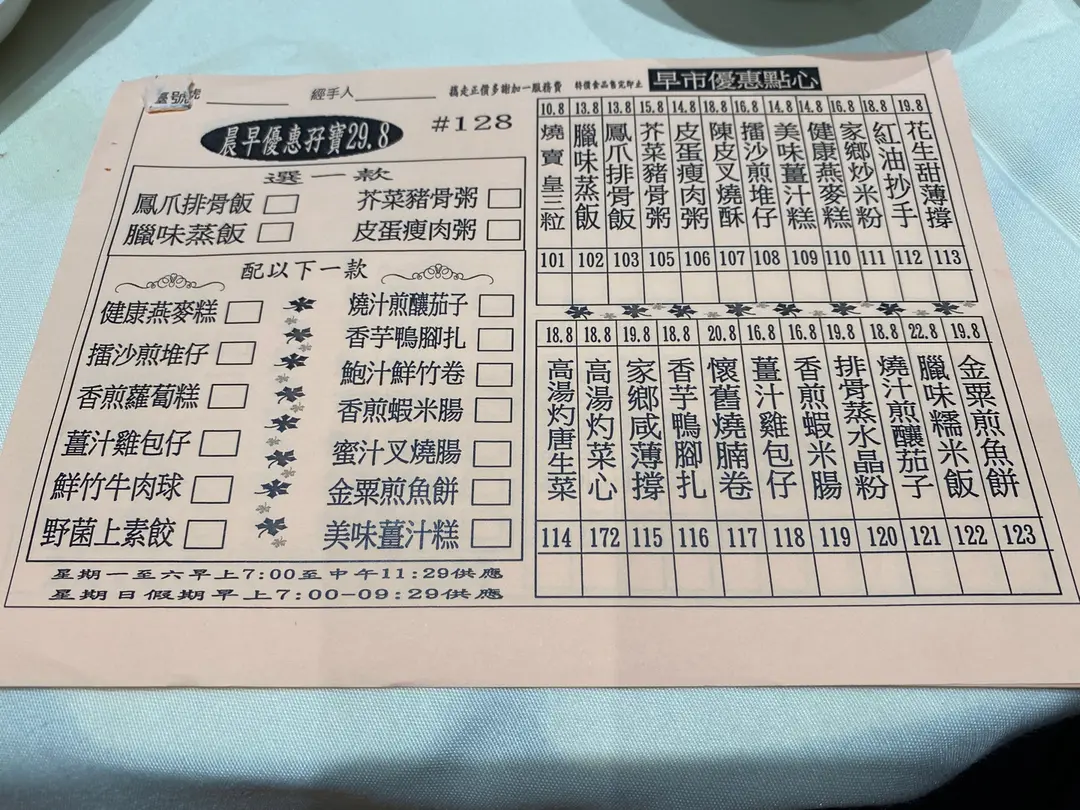 經手人
攜走正價多謝加一服務費 特價食品售完即止
早市優惠點心
晨早優惠孖寶29.8
#128
選一款
鳳爪排骨飯 芥菜豬骨粥
臘味蒸飯 皮蛋瘦肉粥
配以下一款
健康燕麥糕 燒汁煎釀茄子
擂沙煎堆仔 香芋鴨腳扎
香煎蘿蔔糕 鮑汁鮮竹卷
薑汁雞包仔 香煎蝦米腸
鮮竹牛肉球 蜜汁叉燒腸
野菌上素餃 金粟煎魚餅
美味薑汁糕
星期一至六早上7:00至中午11:29供應
星期日假期早上7:00-09:29供應
10.8 13.8 13.8 15.8 14.8 18.8 16.8 14.8 14.8 16.8 18.8 19.8
燒賣皇三粒
臘味蒸飯
鳳爪排骨飯
芥菜豬骨粥
皮蛋瘦肉粥
陳皮叉燒酥
擂沙煎堆仔
美味薑汁糕
健康燕麥糕
家鄉炒米粉
紅油抄手
花生甜薄撐
101 102 103 105 106 107 108 109 110 111 112 113
18.8 18.8 19.8 18.8 20.8 16.8 16.8 19.8 18.8 22.8 19.8
高湯灼唐生菜
高湯灼菜心
家鄉咸薄撐
香芋鴨腳扎
懷舊燒腩卷
薑汁雞包仔
香煎蝦米腸
排骨蒸水晶粉
燒汁煎釀茄子
臘味糯米飯
金粟煎魚餅
114 172 115 116 117 118 119 120 121 122 123